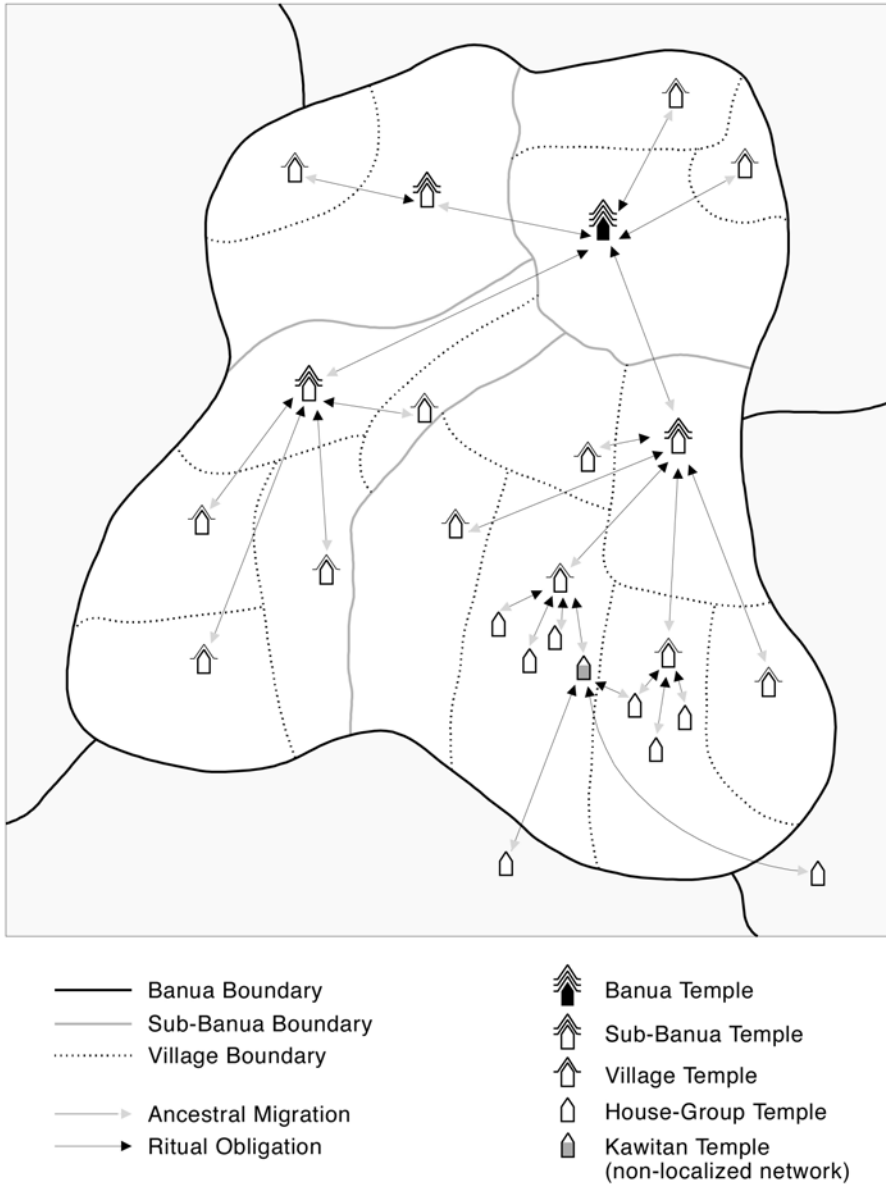 Banua Boundary
Sub-Banua Boundary
Village Boundary
Ancestral Migration
Ritual Obligation
Banua Temple
Sub-Banua Temple
Village Temple
House-Group Temple
Kawitan Temple
(non-localized network)